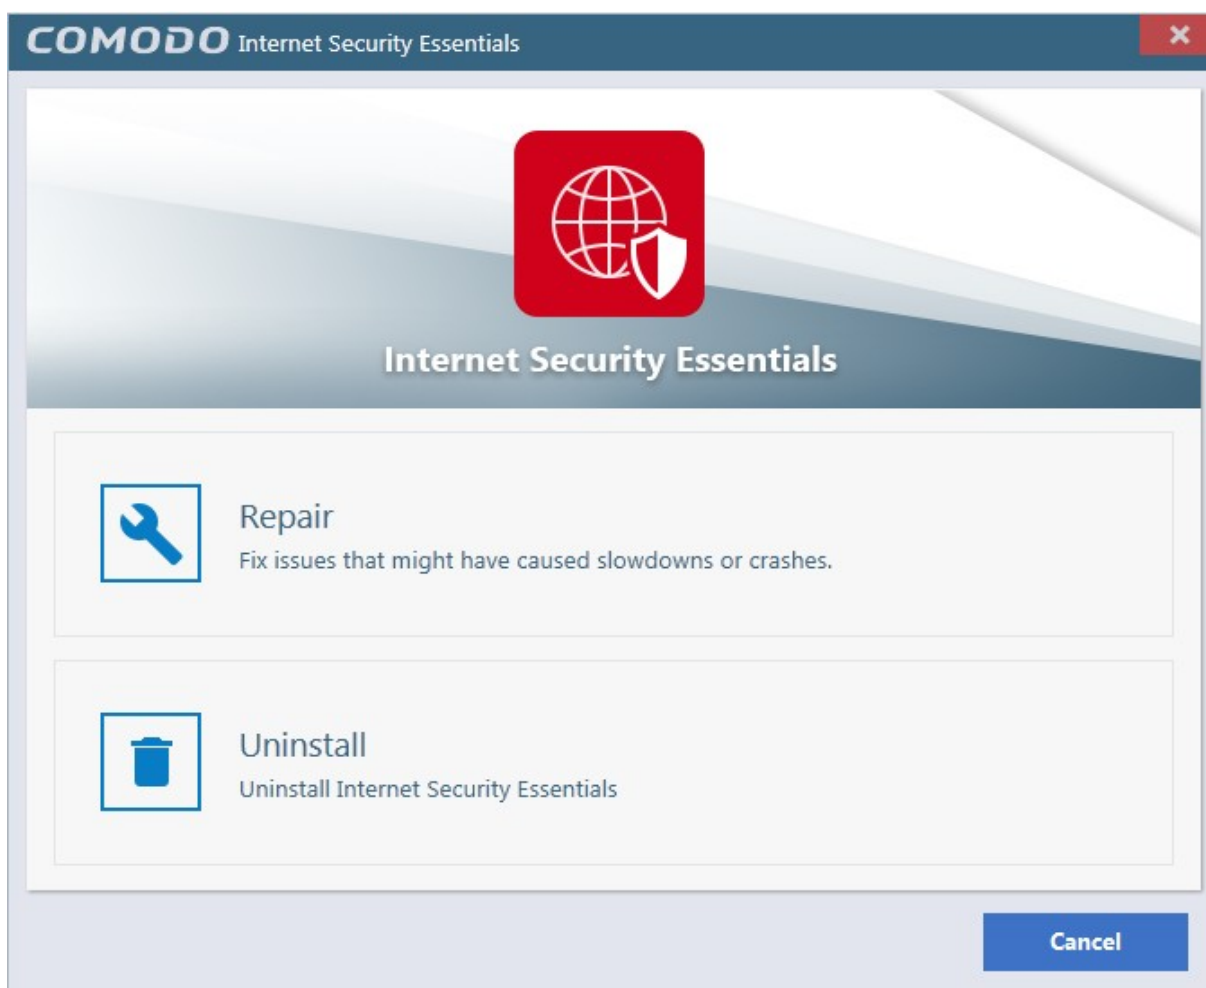 COMODO Internet Security Essentials
Internet Security Essentials
Repair
Fix issues that might have caused slowdowns or crashes.
Uninstall
Uninstall Internet Security Essentials
Cancel